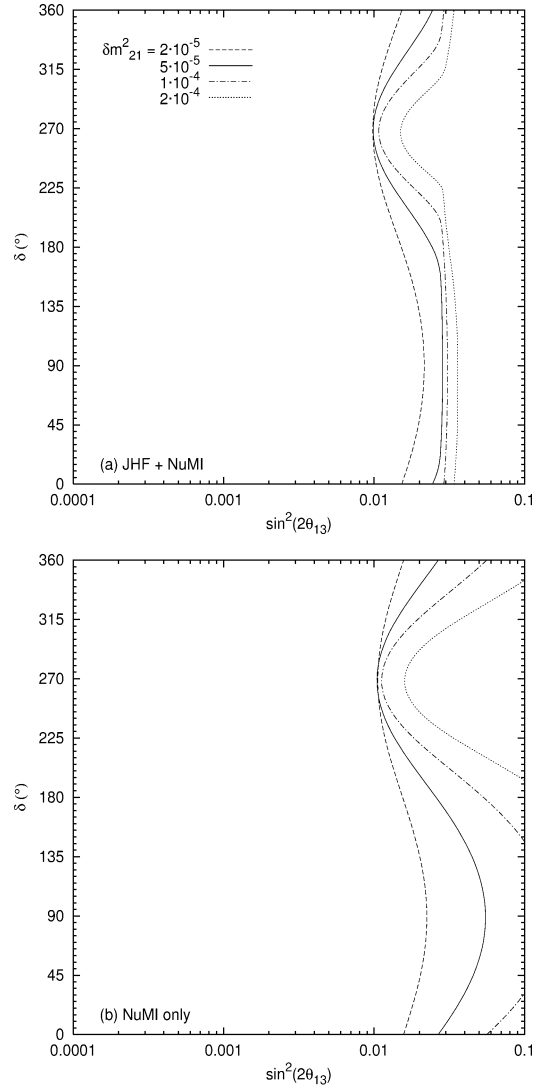 360
315
270
225
180
135
90
45
0
δ (°)
δm²₂₁ = 2·10⁻⁵
5·10⁻⁵
1·10⁻⁴
2·10⁻⁴
(a) JHF + NuMI
0.0001 0.001 0.01 0.1
sin²(2θ₁₃)
360
315
270
225
180
135
90
45
0
δ (°)
(b) NuMI only
0.0001 0.001 0.01 0.1
sin²(2θ₁₃)